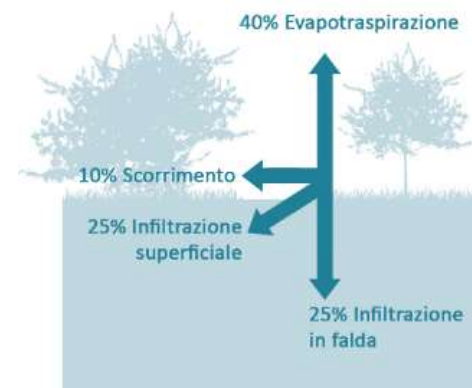 40% Evapotraspirazione
10% Scorrimento
25% Infiltrazione
superficiale
25% Infiltrazione
in falda